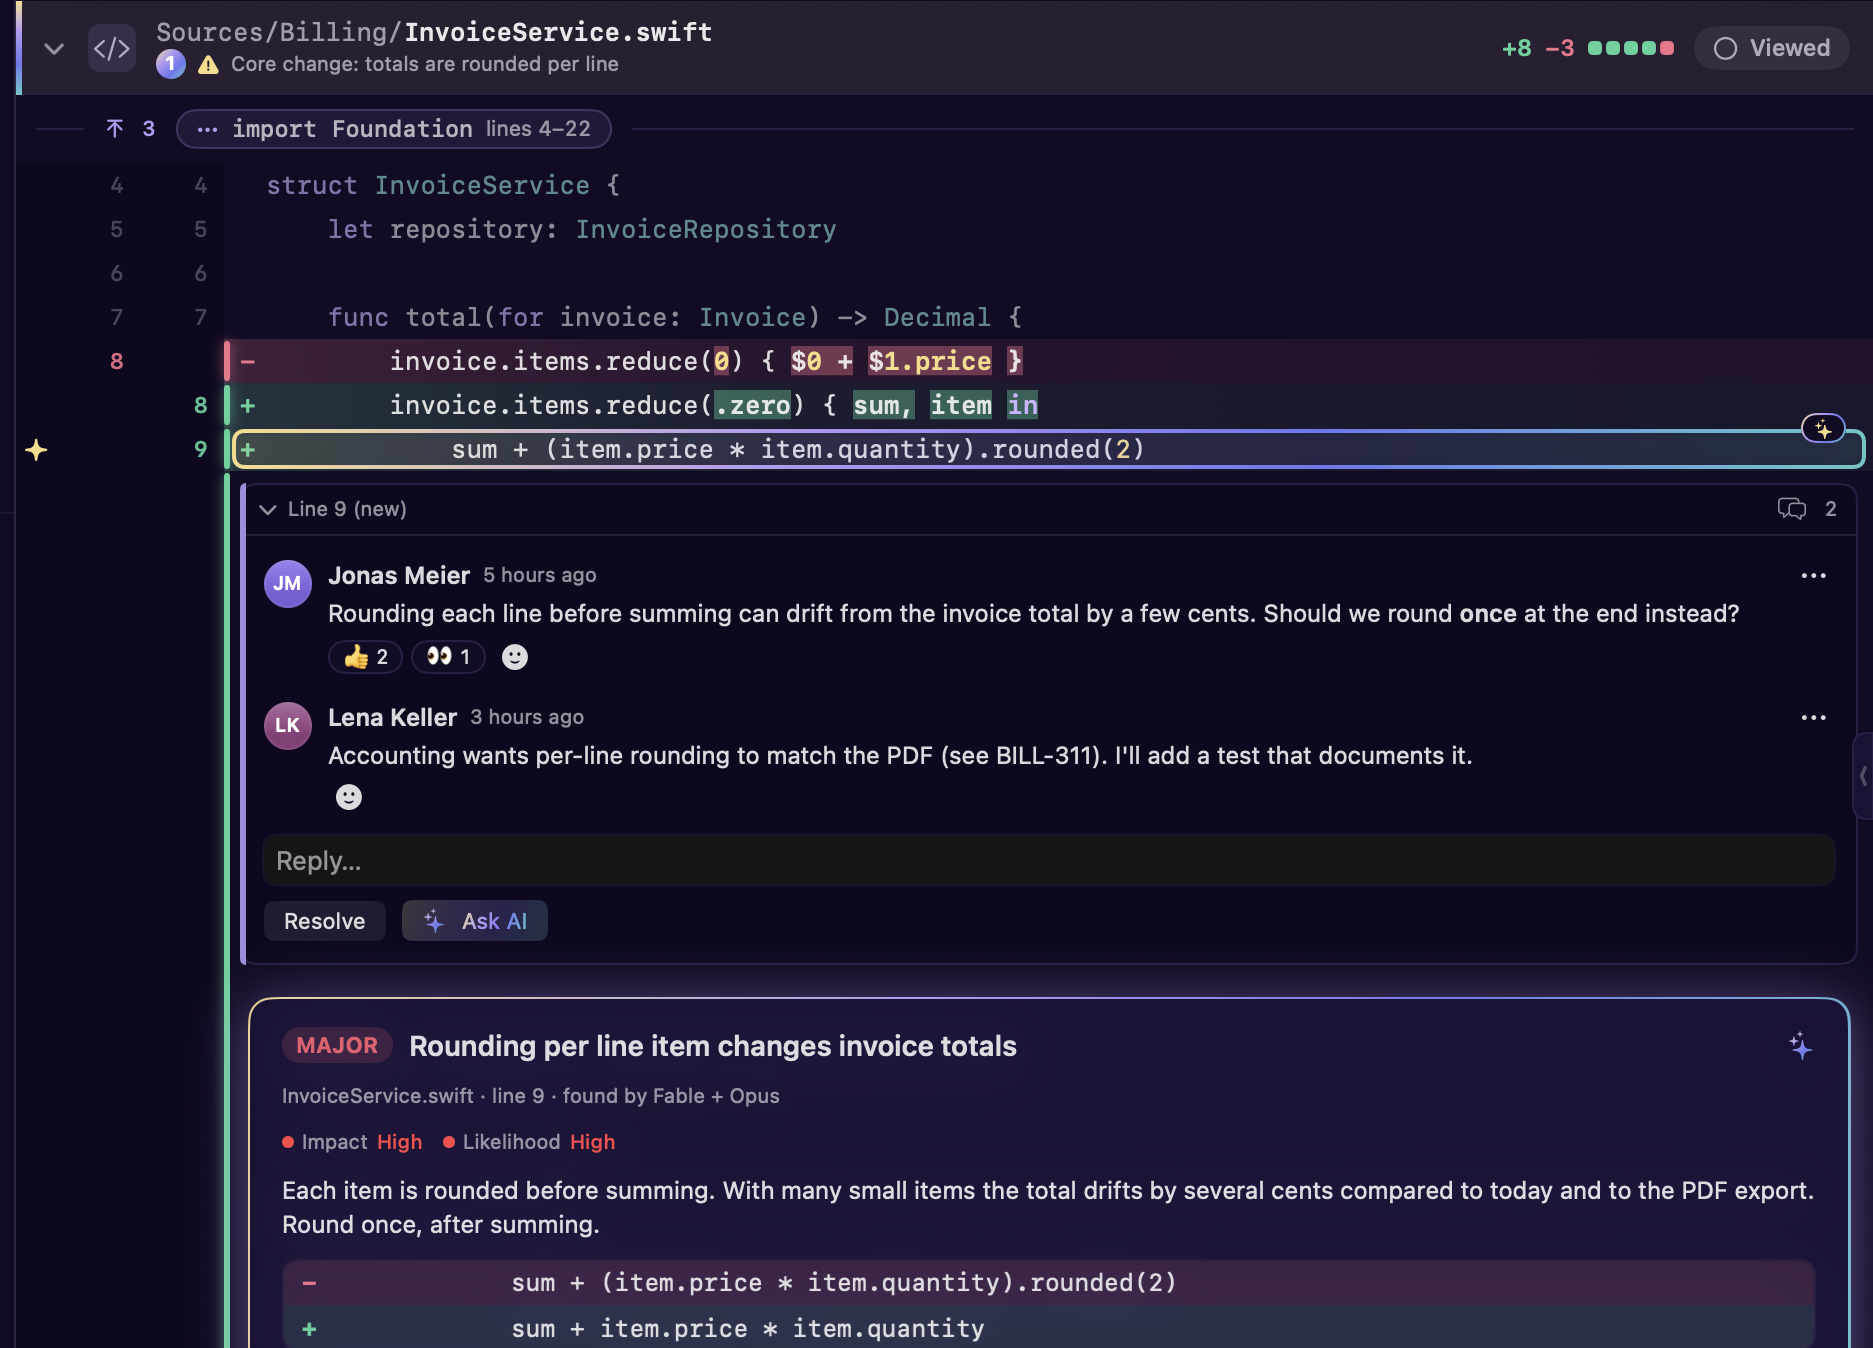 Sources/Billing/InvoiceService.swift
+8 −3 Viewed
1 Core change: totals are rounded per line
3 ··· import Foundation lines 4–22
4 4 struct InvoiceService {
5 5 let repository: InvoiceRepository
6 6
7 7 func total(for invoice: Invoice) -> Decimal {
8 − invoice.items.reduce(0) { $0 + $1.price }
8 + invoice.items.reduce(.zero) { sum, item in
9 + sum + (item.price * item.quantity).rounded(2)
Line 9 (new) 2
JM Jonas Meier 5 hours ago
Rounding each line before summing can drift from the invoice total by a few cents. Should we round once at the end instead?
👍 2 👀 1
LK Lena Keller 3 hours ago
Accounting wants per-line rounding to match the PDF (see BILL-311). I'll add a test that documents it.
Reply...
Resolve Ask AI
MAJOR Rounding per line item changes invoice totals
InvoiceService.swift · line 9 · found by Fable + Opus
Impact High Likelihood High
Each item is rounded before summing. With many small items the total drifts by several cents compared to today and to the PDF export.
Round once, after summing.
− sum + (item.price * item.quantity).rounded(2)
+ sum + item.price * item.quantity